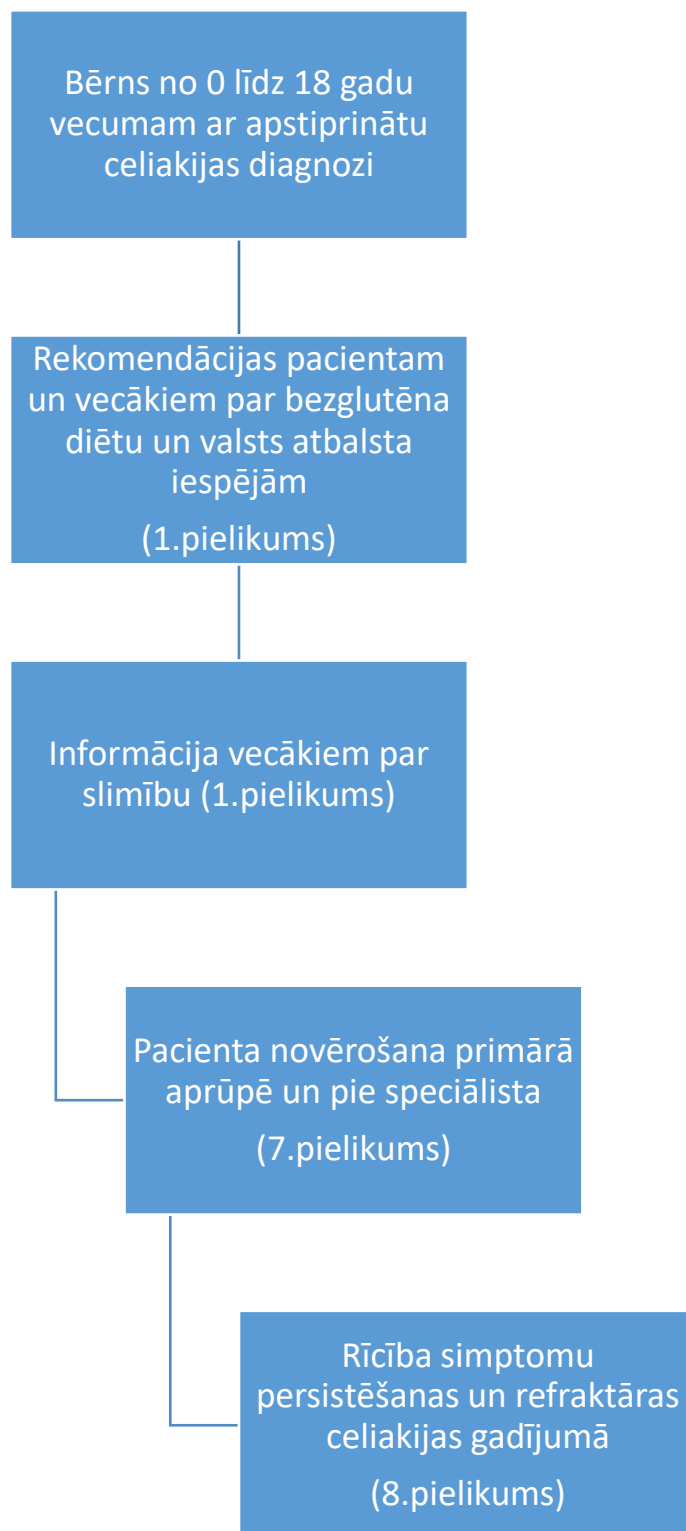 Bērns no 0 līdz 18 gadu
vecumam ar apstiprinātu
celiakijas diagnozi
Rekomendācijas pacientam
un vecākiem par bezglutēna
diētu un valsts atbalsta
iespējām
(1.pielikums)
Informācija vecākiem par
slimību (1.pielikums)
Pacienta novērošana primārā
aprūpē un pie speciālista
(7.pielikums)
Rīcība simptomu
persistēšanas un refraktāras
celiakijas gadījumā
(8.pielikums)